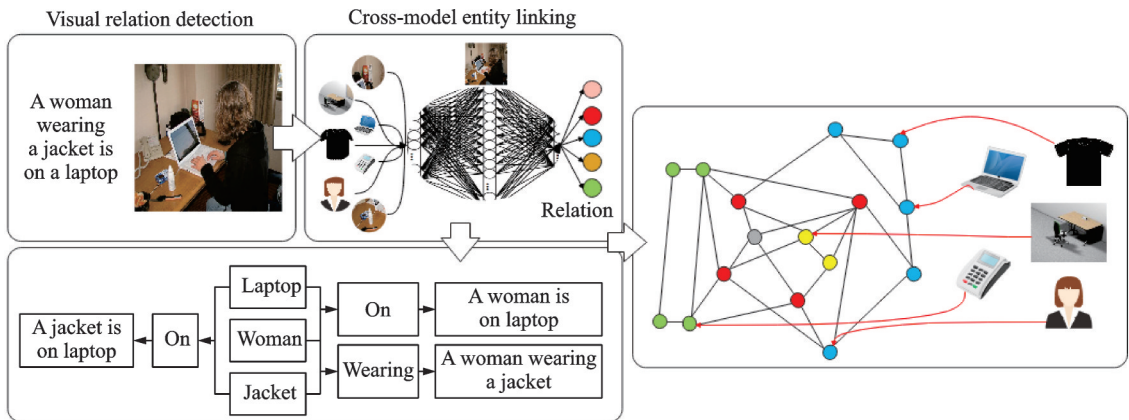 Visual relation detection
Cross-model entity linking
A woman
wearing
a jacket is
on a laptop
Relation
A jacket is
on laptop
On
Laptop
Woman
Jacket
On
Wearing
A woman is
on laptop
A woman wearing
a jacket